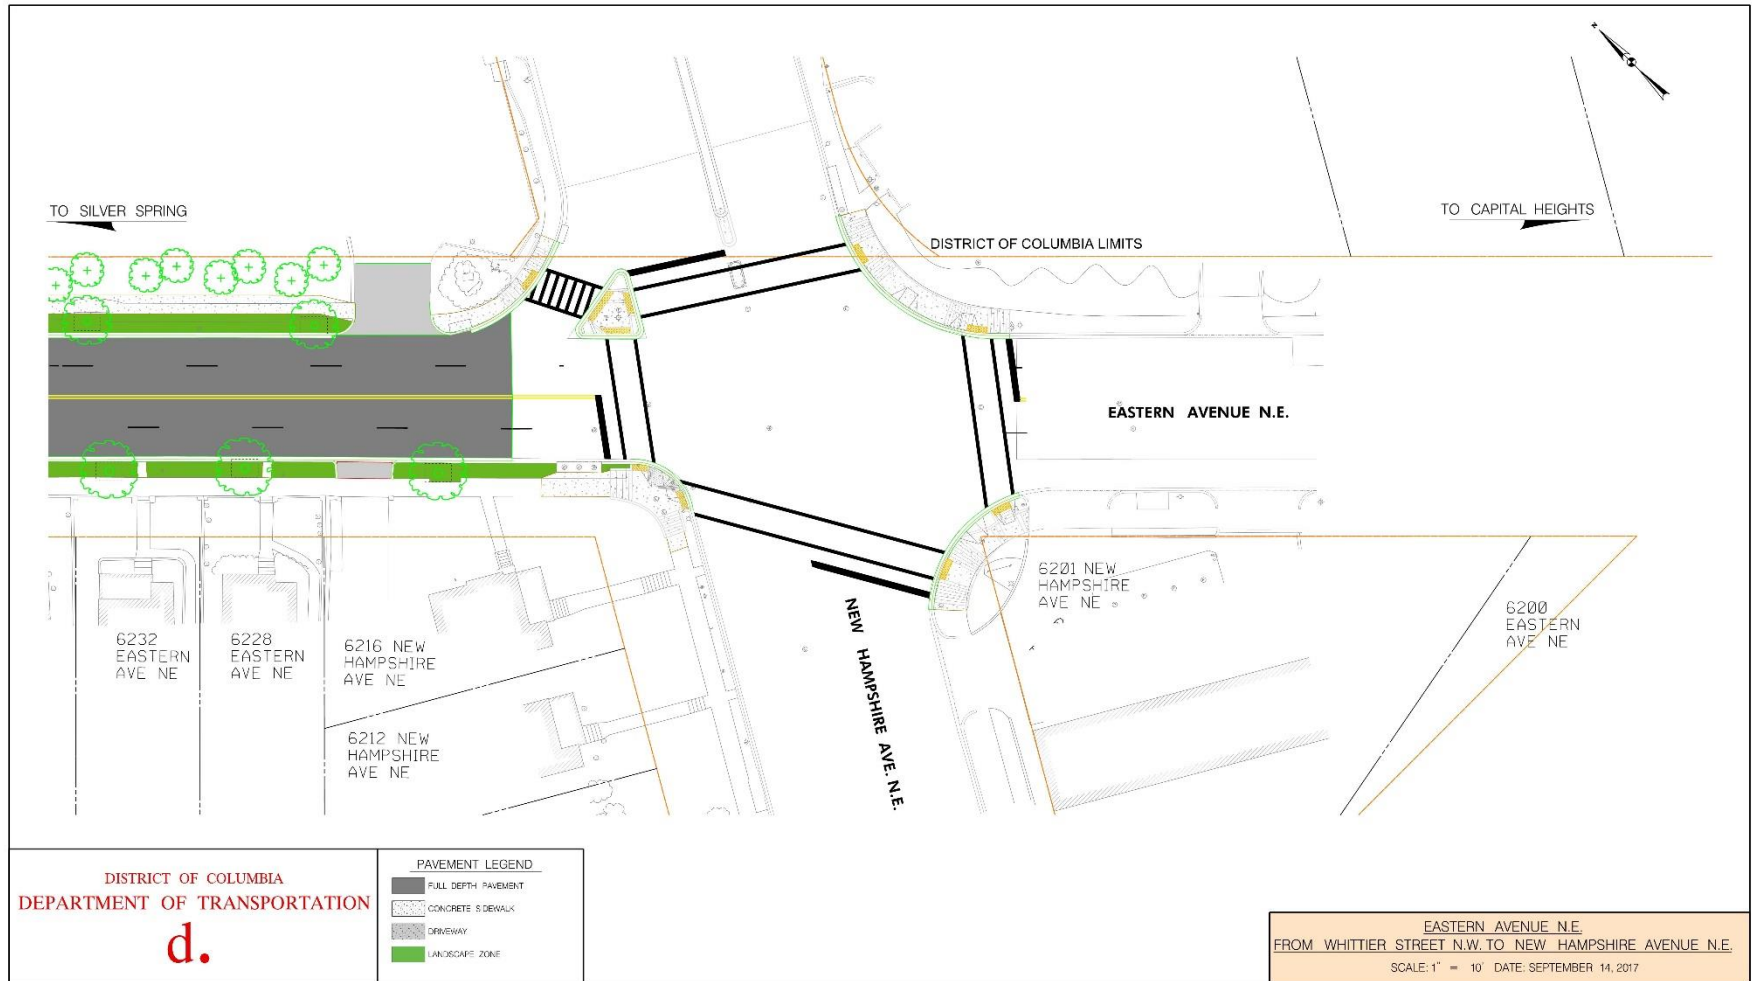 TO SILVER SPRING
TO CAPITAL HEIGHTS
DISTRICT OF COLUMBIA LIMITS
EASTERN AVENUE N.E.
NEW HAMPSHIRE AVE. N.E.
6232
EASTERN
AVE NE
6228
EASTERN
AVE NE
6216 NEW
HAMPSHIRE
AVE NE
6212 NEW
HAMPSHIRE
AVE NE
6201 NEW
HAMPSHIRE
AVE NE
6200
EASTERN
AVE NE
DISTRICT OF COLUMBIA
DEPARTMENT OF TRANSPORTATION
d.
PAVEMENT LEGEND
FULL DEPTH PAVEMENT
CONCRETE SIDEWALK
DRIVEWAY
LANDSCAPE ZONE
EASTERN AVENUE N.E.
FROM WHITTIER STREET N.W. TO NEW HAMPSHIRE AVENUE N.E.
SCALE: 1" = 10' DATE: SEPTEMBER 14, 2017